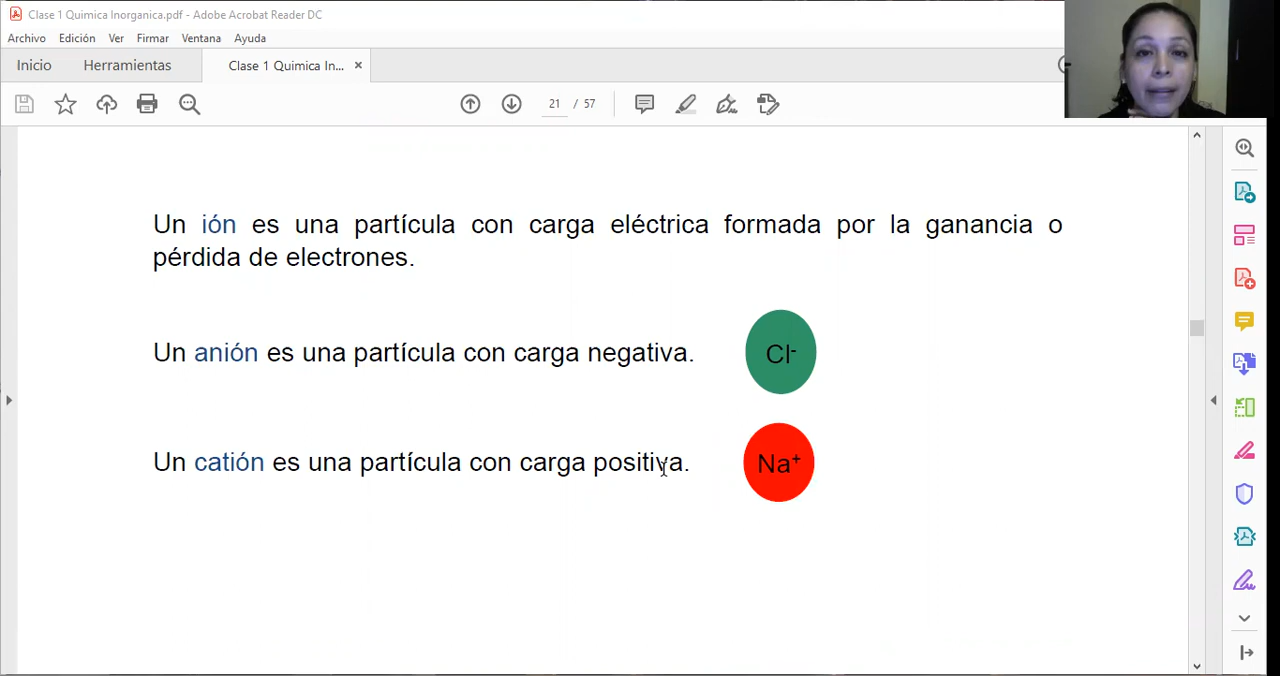 Clase 1 Quimica Inorganica.pdf - Adobe Acrobat Reader DC
Archivo Edición Ver Firmar Ventana Ayuda
Inicio Herramientas Clase 1 Quimica In... ×
21 / 57
Un ión es una partícula con carga eléctrica formada por la ganancia o
pérdida de electrones.
Un anión es una partícula con carga negativa. Cl-
Un catión es una partícula con carga positiva. Na+